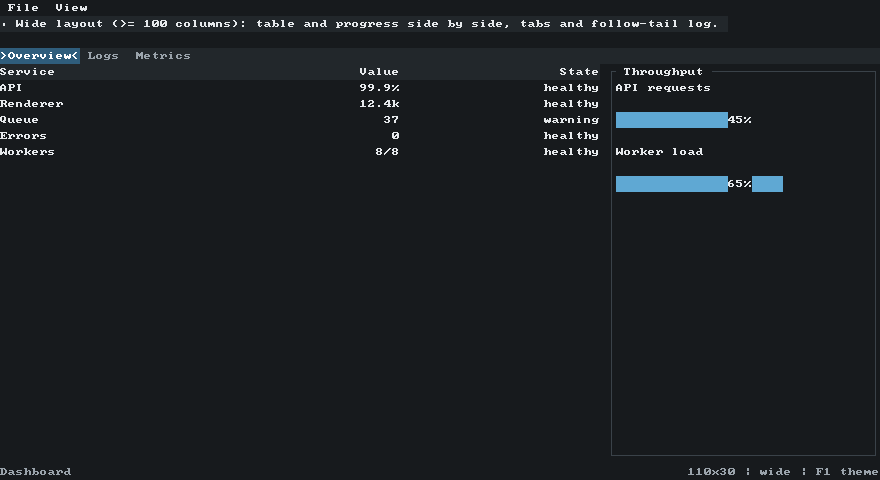 File View
· Wide layout (>= 100 columns): table and progress side by side, tabs and follow-tail log.
>Overview< Logs Metrics
Service Value State
API 99.9% healthy
Renderer 12.4k healthy
Queue 37 warning
Errors 0 healthy
Workers 8/8 healthy
Throughput
API requests
45%
Worker load
65%
Dashboard 110x30 ¦ wide ¦ F1 theme